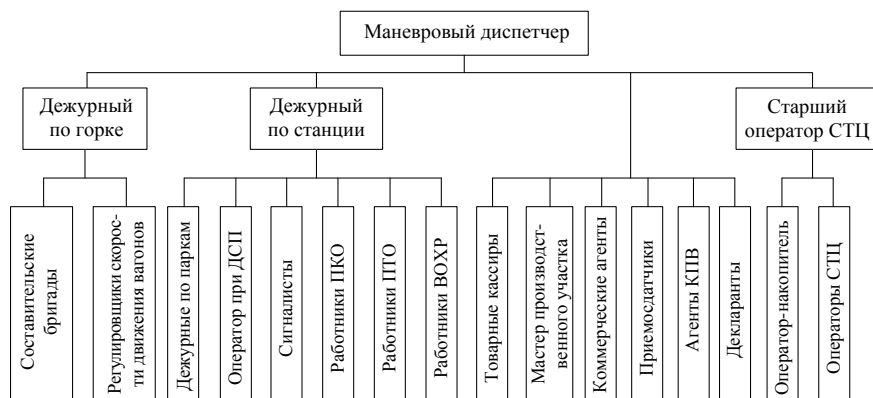 Маневровый диспетчер
Дежурный
по горке
Дежурный
по станции
Старший
оператор СТЦ
Составительские
бригады
Регулировщики скорос-
ти движения вагонов
Дежурные по паркам
Оператор при ДСП
Сигналисты
Работники ПКО
Работники ПТО
Работники ВОХР
Товарные кассиры
Мастер производст-
венного участка
Коммерческие агенты
Приемосдатчики
Агенты КПВ
Декларанты
Оператор-накопитель
Операторы СТЦ